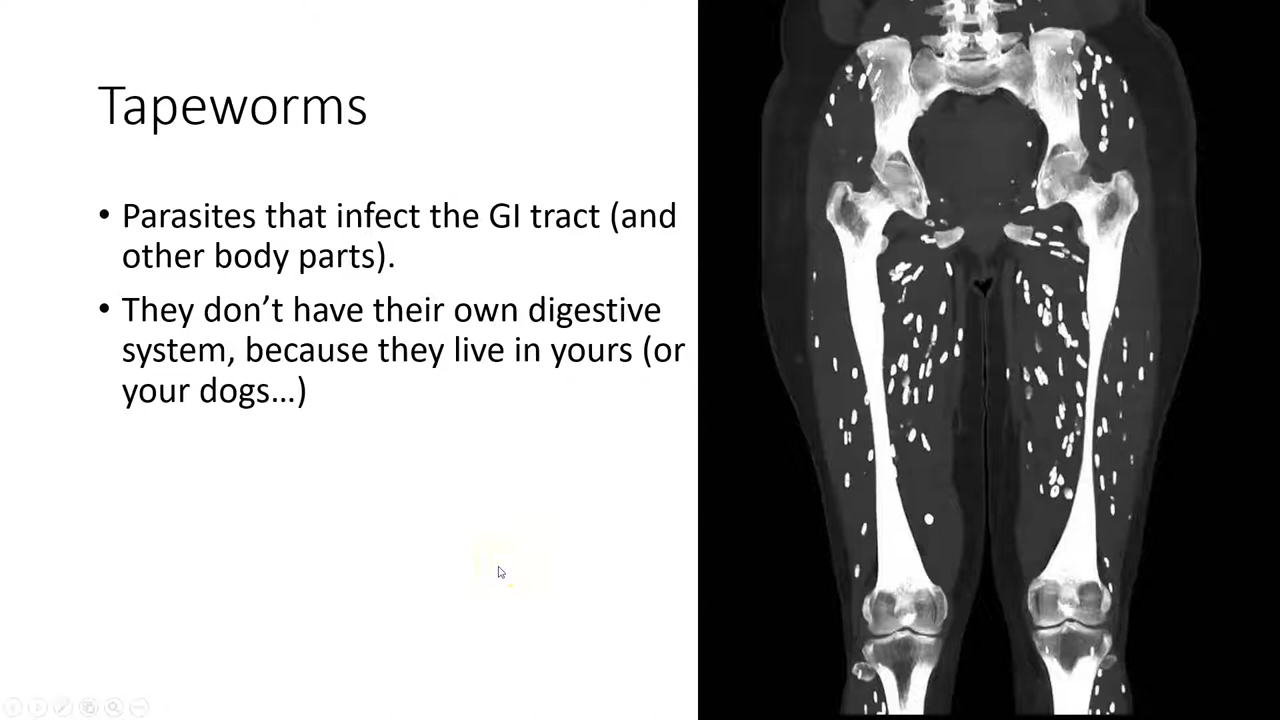 Tapeworms
• Parasites that infect the GI tract (and
other body parts).
• They don’t have their own digestive
system, because they live in yours (or
your dogs…)